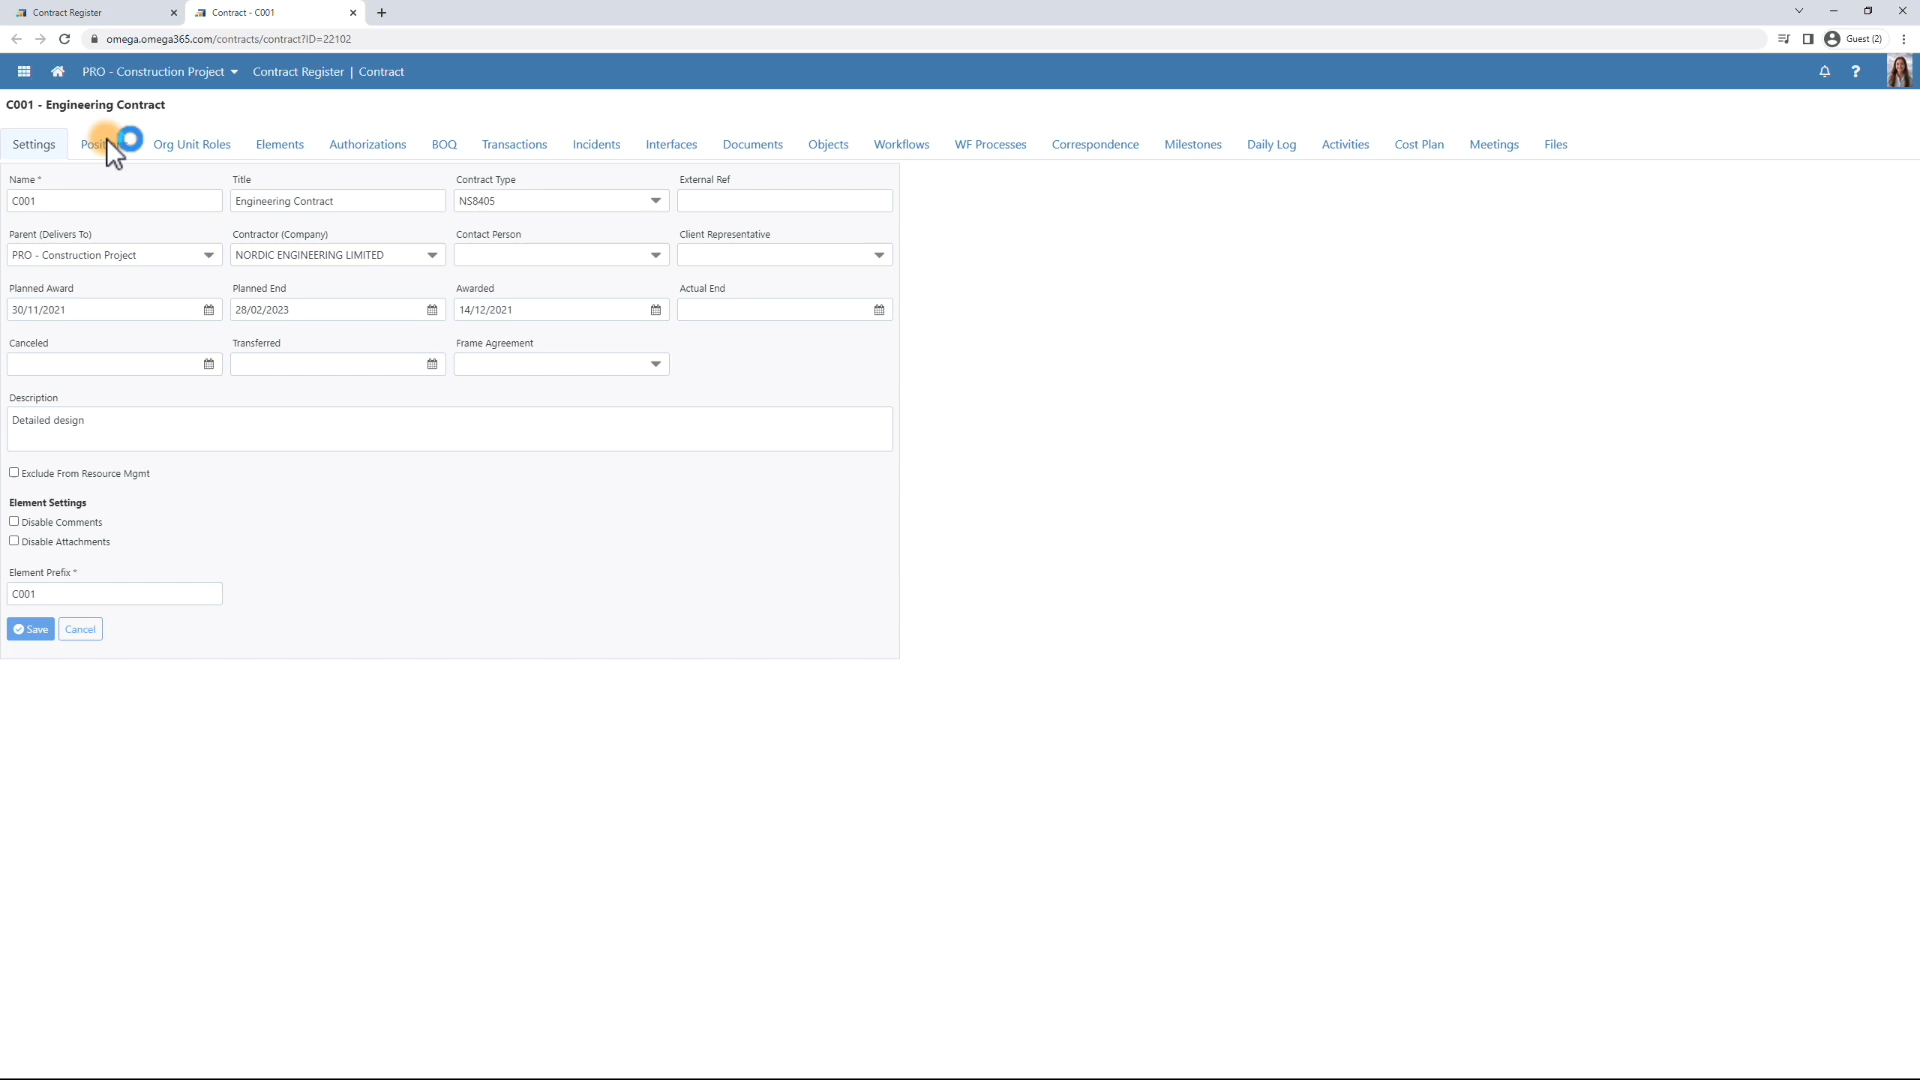 Contract Register
Contract - C001
omega.omega365.com/contracts/contract?ID=22102
Guest (2)
PRO - Construction Project
Contract Register | Contract
C001 - Engineering Contract
Settings
Org Unit Roles
Elements
Authorizations
BOQ
Transactions
Incidents
Interfaces
Documents
Objects
Workflows
WF Processes
Correspondence
Milestones
Daily Log
Activities
Cost Plan
Meetings
Files
Name *
Title
Contract Type
External Ref
C001
Engineering Contract
NS8405
Parent (Delivers To)
Contractor (Company)
Contact Person
Client Representative
PRO - Construction Project
NORDIC ENGINEERING LIMITED
Planned Award
Planned End
Awarded
Actual End
30/11/2021
28/02/2023
14/12/2021
Canceled
Transferred
Frame Agreement
Description
Detailed design
Exclude From Resource Mgmt
Element Settings
Disable Comments
Disable Attachments
Element Prefix *
C001
Save
Cancel